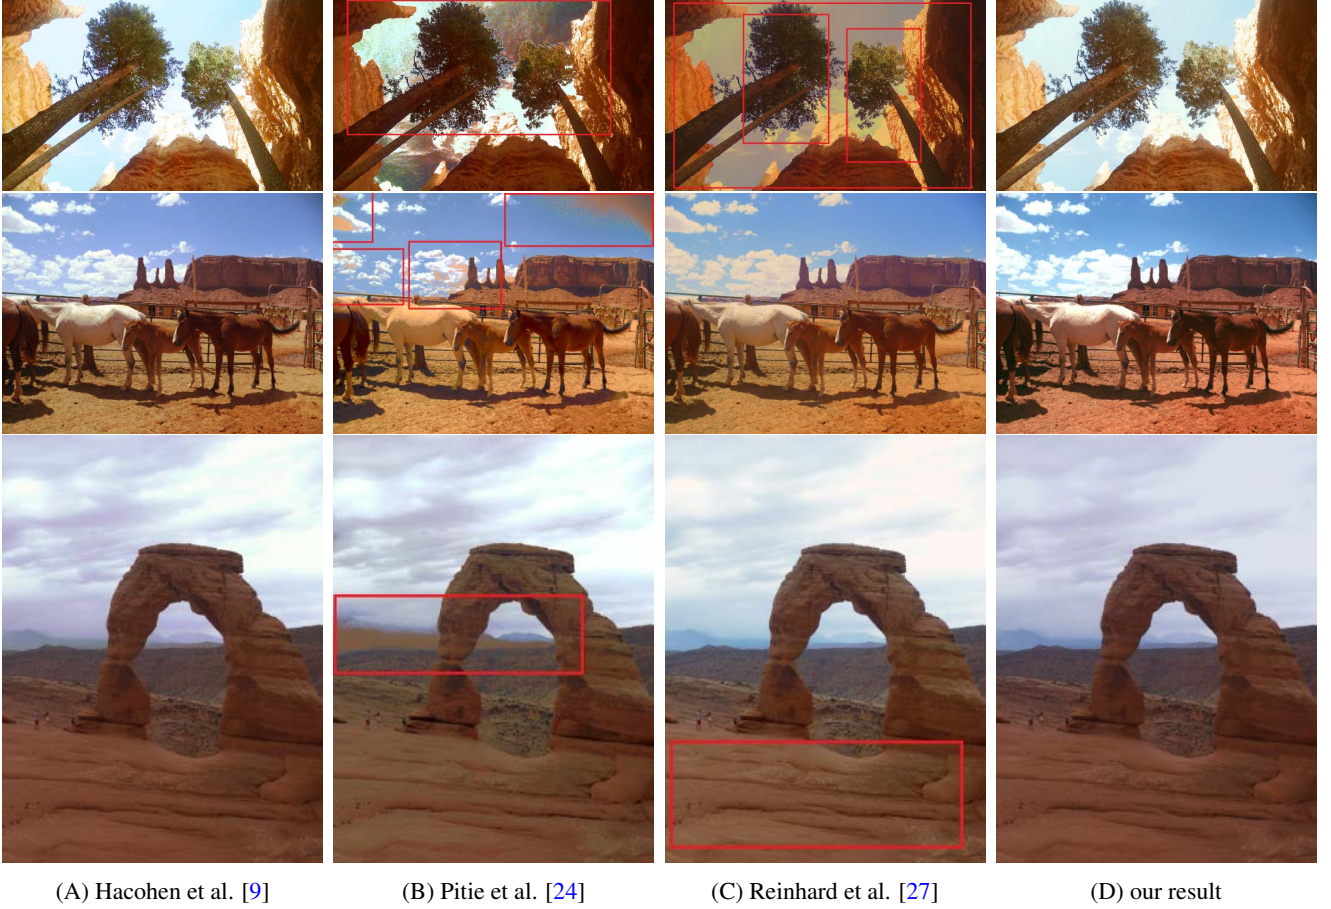 (A) Hacohen et al. [9]
(B) Pitie et al. [24]
(C) Reinhard et al. [27]
(D) our result